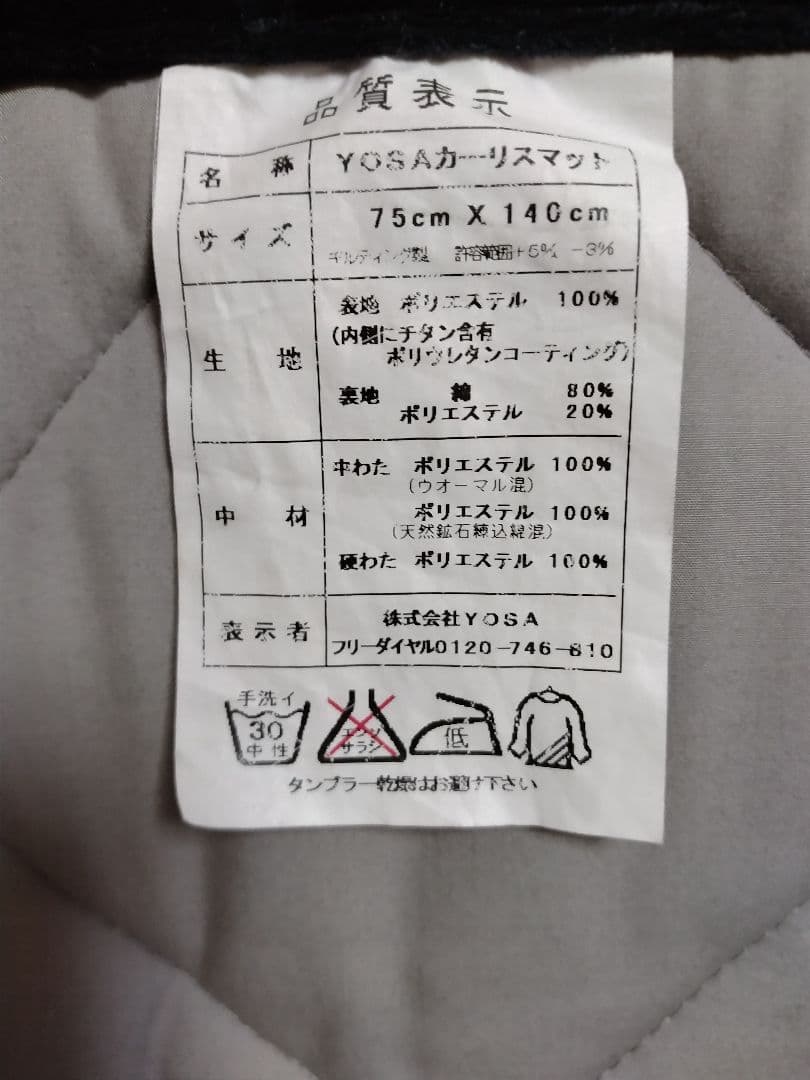 品質表示
名称 YOSAカーリスマット
サイズ 75cm X 140cm
キルティング製 許容範囲+5% -3%
生地 表地 ポリエステル 100%
(内側にチタン含有
ポリウレタンコーティング)
裏地 綿 80%
ポリエステル 20%
中材 中わた ポリエステル 100%
(ウオーマル混)
ポリエステル 100%
(天然鉱石練込綿混)
硬わた ポリエステル 100%
表示者 株式会社YOSA
フリーダイヤル0120-746-810
手洗イ
30
中性
エンソ
サラシ
低
タンブラー乾燥はお避け下さい